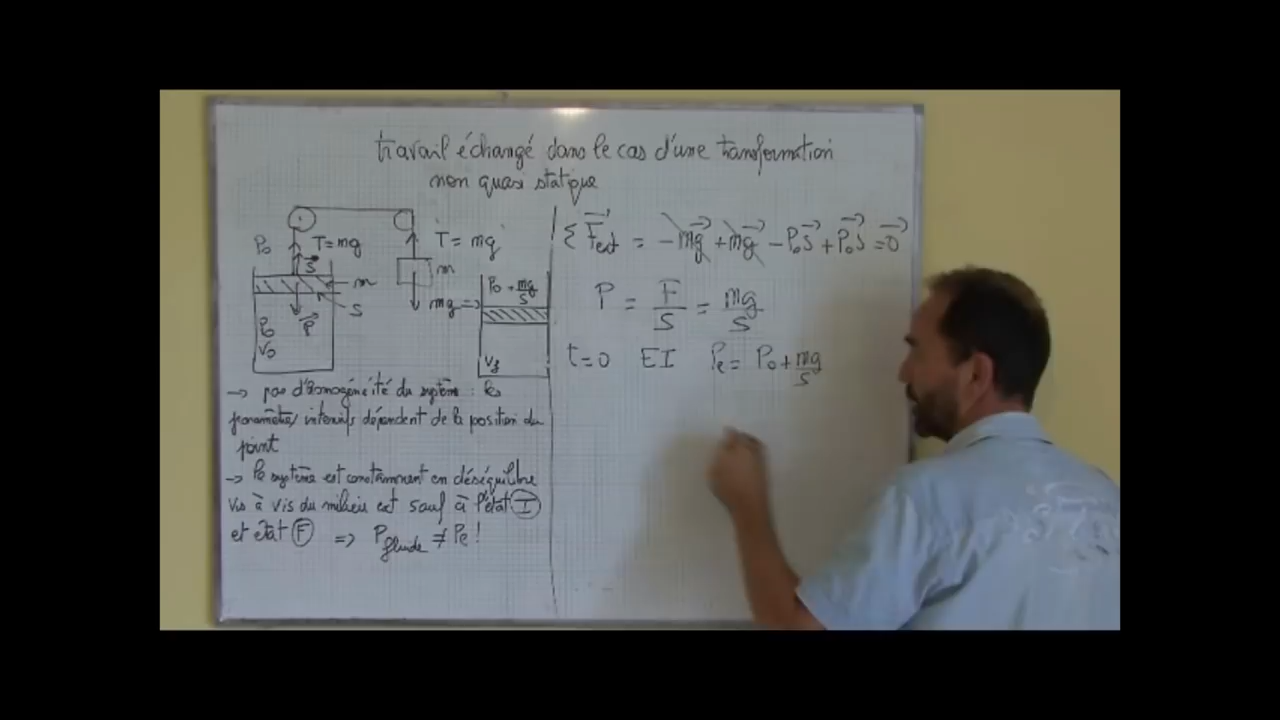 travail échangé dans le cas d'une transformation
non quasi statique
P₀
T = mg
S⃗
m
S
P⃗
P₀
V₀
T = mg
m
mg =>
P₀ + mg/S
V_f
→ pas d'homogénéité du système : les
paramètres intensifs dépendent de la position du
point
→ le système est constamment en déséquilibre
vis à vis du milieu ext sauf à l'état I
et état F => P_fluide ≠ Pe !
Σ F⃗ext = -mg⃗ + mg⃗ - P₀S⃗ + P₀S⃗ = 0⃗
P = F/S = mg/S
t=0 EI Pe = P₀ + mg/S